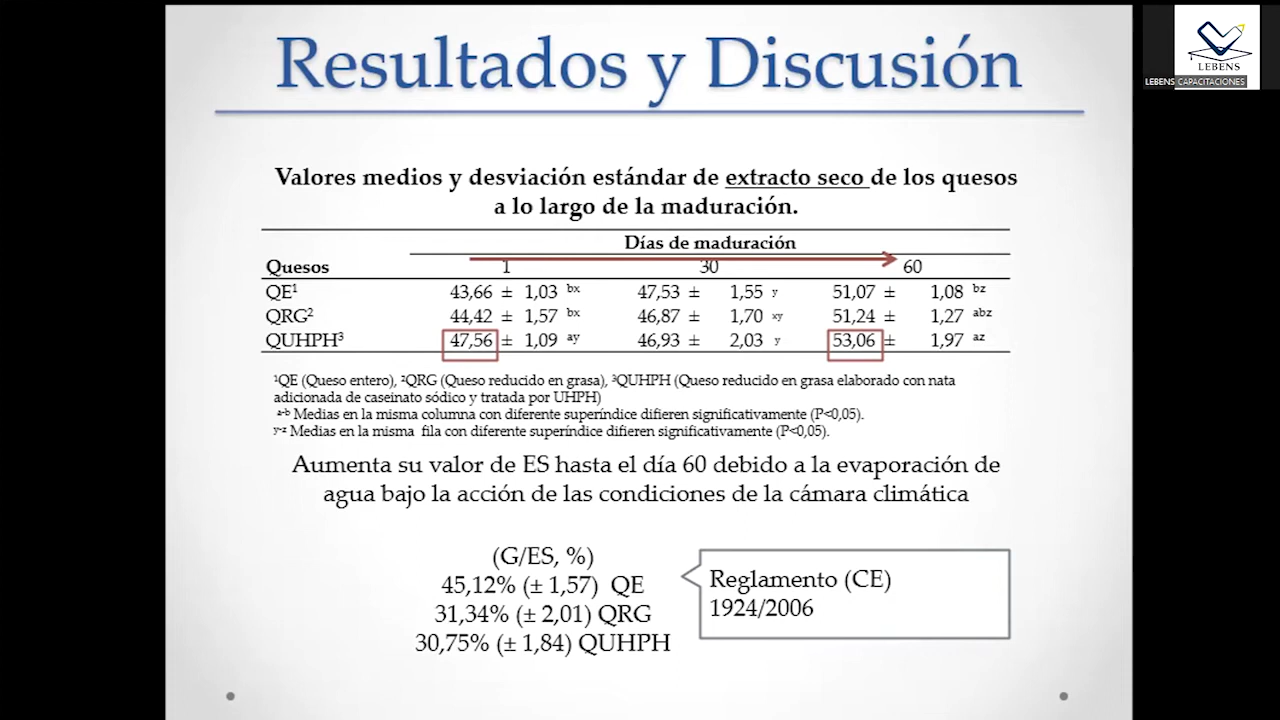 Resultados y Discusión
LEBENS
LEBENS CAPACITACIONES
Valores medios y desviación estándar de extracto seco de los quesos
a lo largo de la maduración.
Días de maduración
Quesos 1 30 60
QE¹ 43,66 ± 1,03 bx 47,53 ± 1,55 y 51,07 ± 1,08 bz
QRG² 44,42 ± 1,57 bx 46,87 ± 1,70 xy 51,24 ± 1,27 abz
QUHPH³ 47,56 ± 1,09 ay 46,93 ± 2,03 y 53,06 ± 1,97 az
¹QE (Queso entero), ²QRG (Queso reducido en grasa), ³QUHPH (Queso reducido en grasa elaborado con nata
adicionada de caseinato sódico y tratada por UHPH)
a-b Medias en la misma columna con diferente superíndice difieren significativamente (P<0,05).
y-z Medias en la misma fila con diferente superíndice difieren significativamente (P<0,05).
Aumenta su valor de ES hasta el día 60 debido a la evaporación de
agua bajo la acción de las condiciones de la cámara climática
(G/ES, %)
45,12% (± 1,57) QE
31,34% (± 2,01) QRG
30,75% (± 1,84) QUHPH
Reglamento (CE)
1924/2006